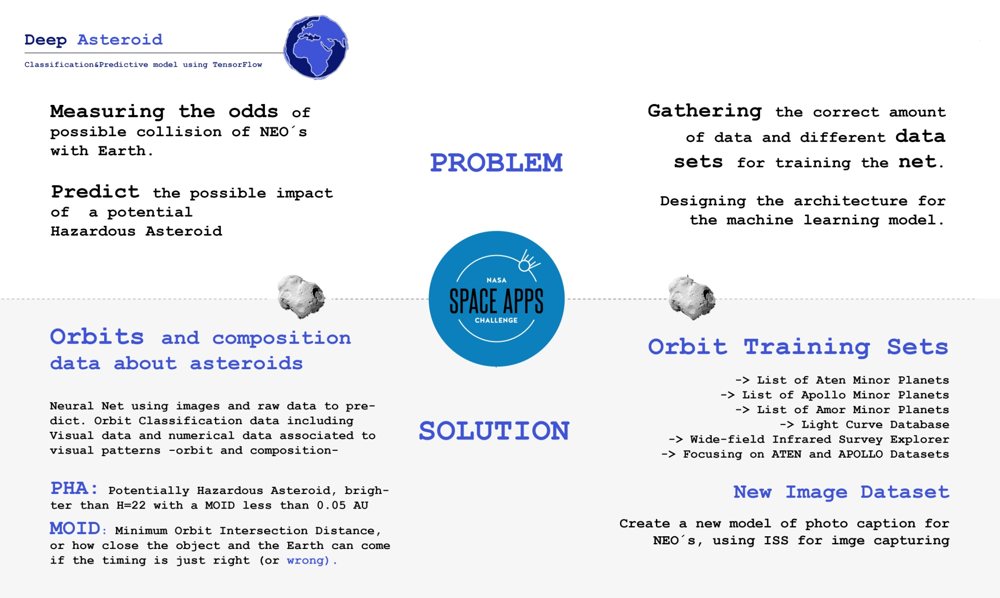 Deep Asteroid
Classification&Predictive model using TensorFlow
Measuring the odds of
possible collision of NEO´s
with Earth.
Predict the possible impact
of a potential
Hazardous Asteroid
PROBLEM
Gathering the correct amount
of data and different data
sets for training the net.
Designing the architecture for
the machine learning model.
NASA
SPACE APPS
CHALLENGE
Orbits and composition
data about asteroids
Neural Net using images and raw data to pre-
dict. Orbit Classification data including
Visual data and numerical data associated to
visual patterns -orbit and composition-
PHA: Potentially Hazardous Asteroid, brigh-
ter than H=22 with a MOID less than 0.05 AU
MOID: Minimum Orbit Intersection Distance,
or how close the object and the Earth can come
if the timing is just right (or wrong).
SOLUTION
Orbit Training Sets
-> List of Aten Minor Planets
-> List of Apollo Minor Planets
-> List of Amor Minor Planets
-> Light Curve Database
-> Wide-field Infrared Survey Explorer
-> Focusing on ATEN and APOLLO Datasets
New Image Dataset
Create a new model of photo caption for
NEO´s, using ISS for imge capturing